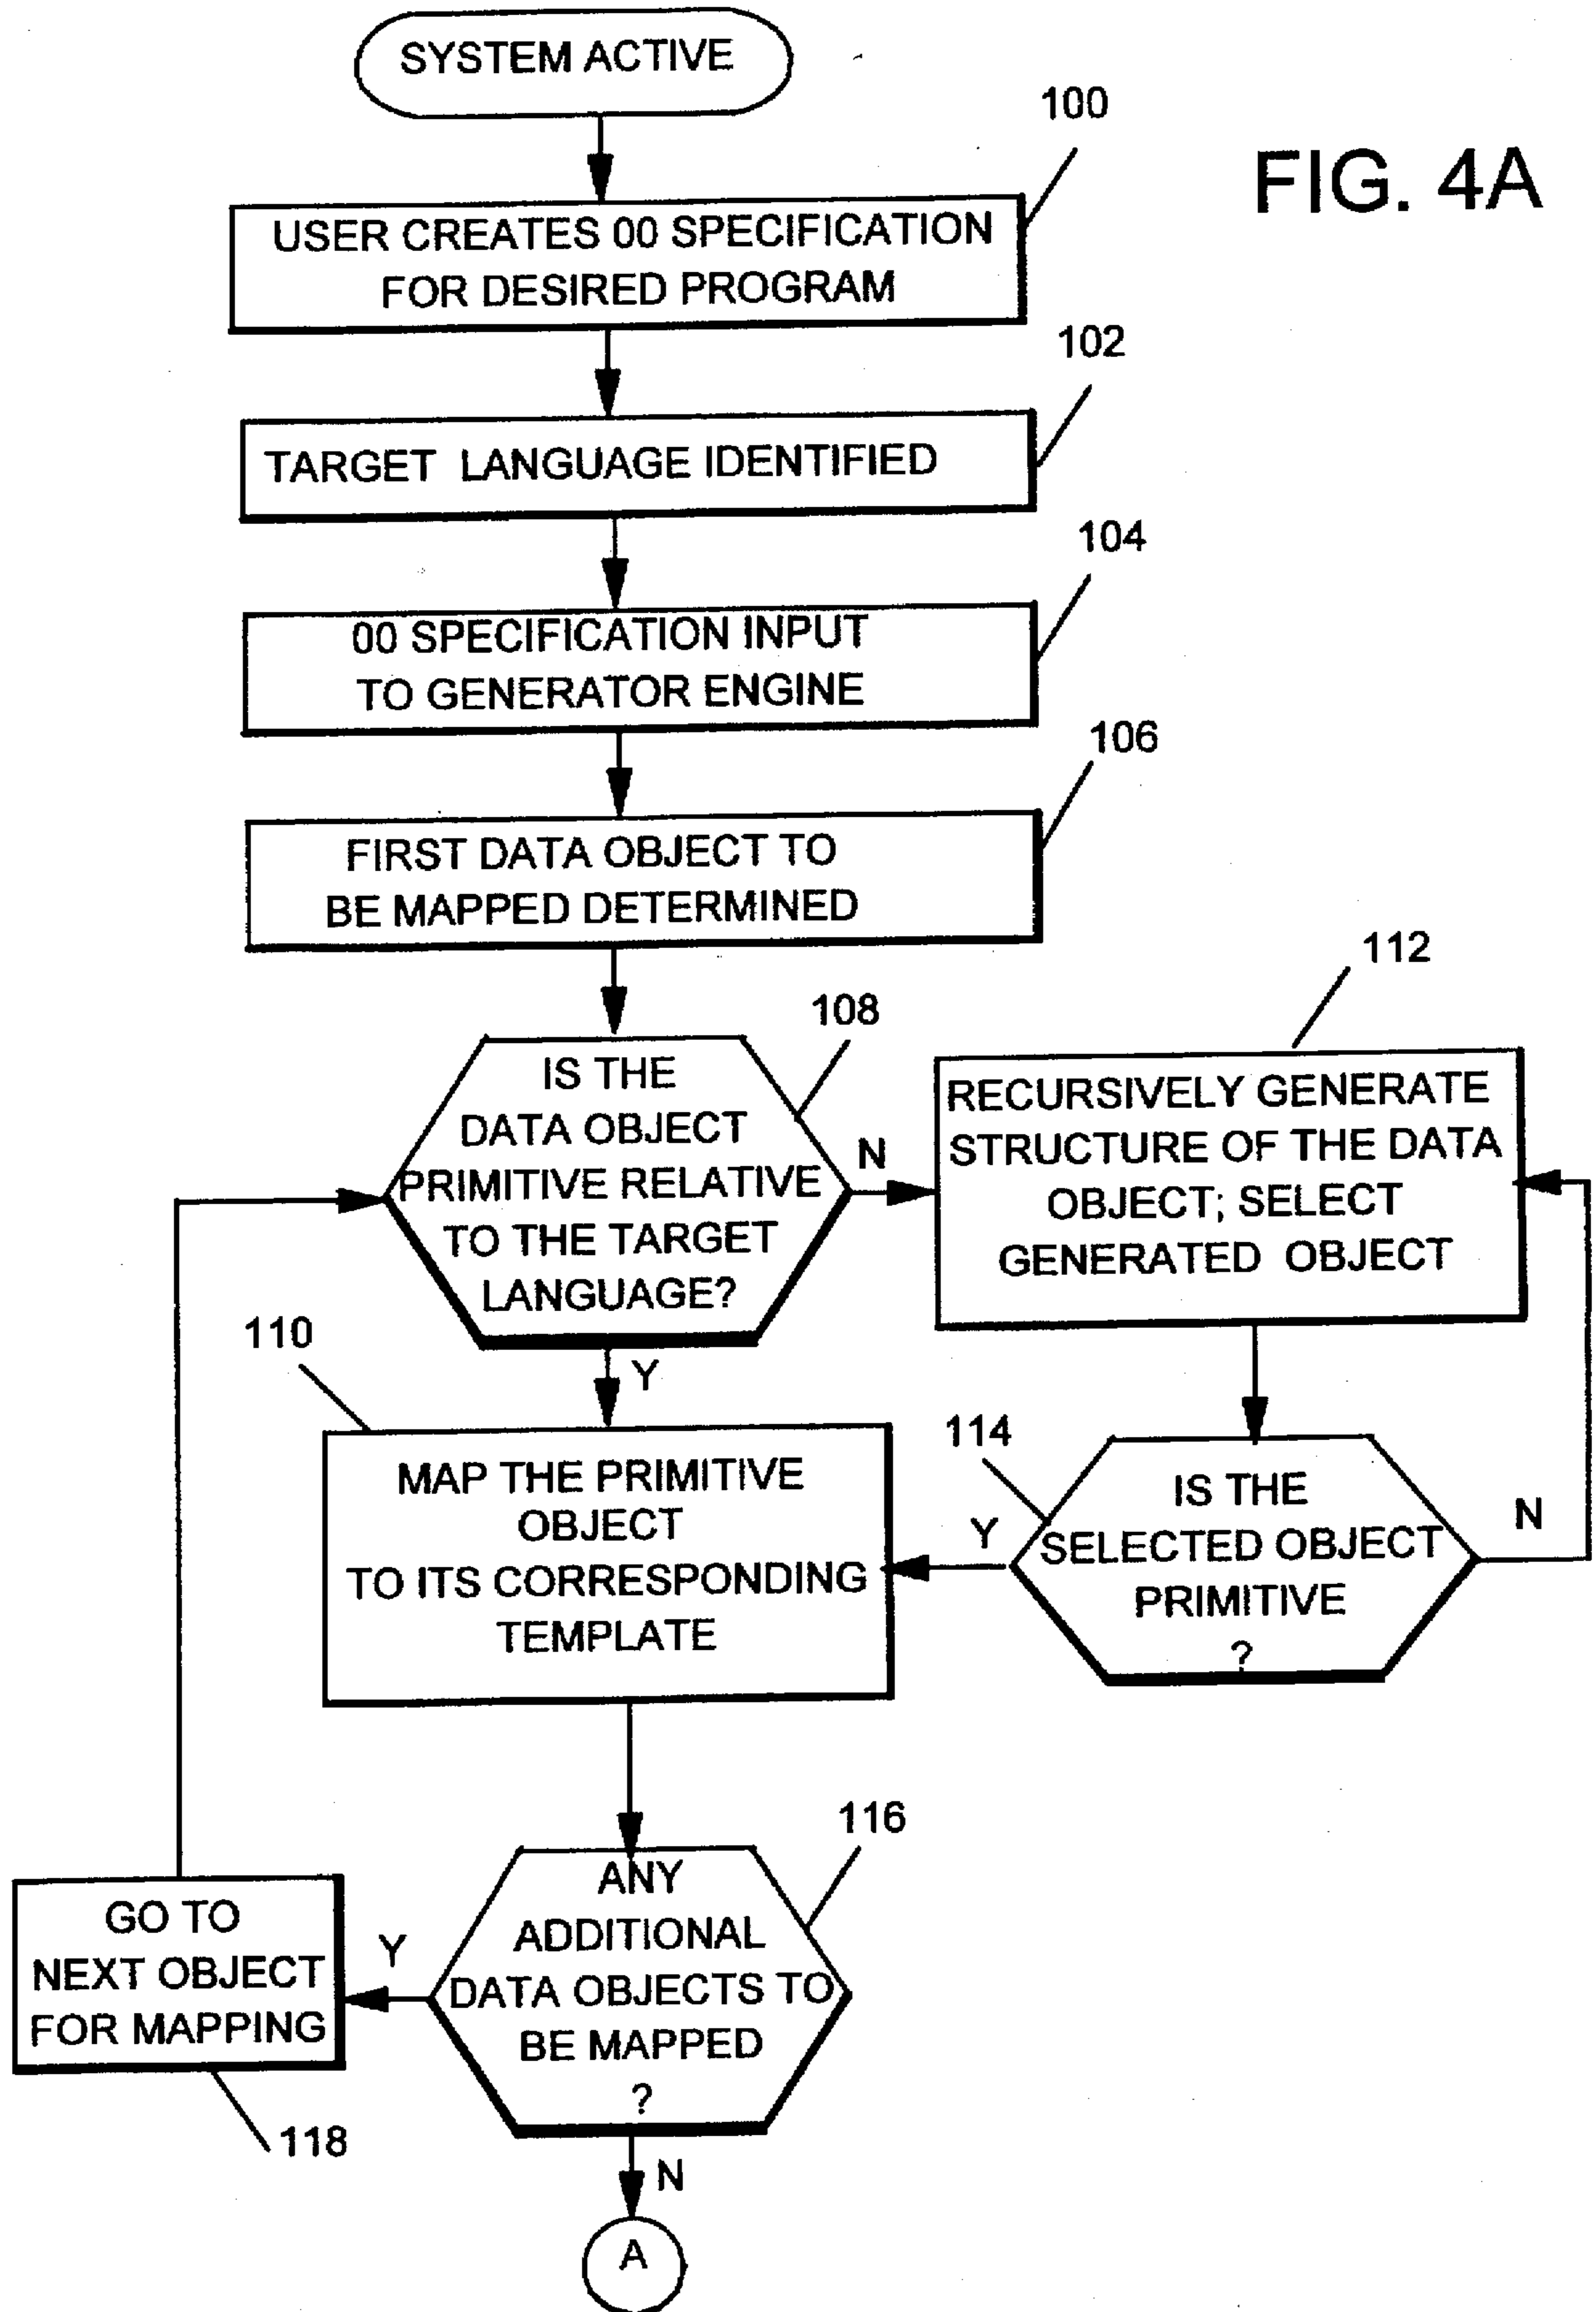 SYSTEM ACTIVE
100
FIG. 4A
USER CREATES 00 SPECIFICATION
FOR DESIRED PROGRAM
102
TARGET LANGUAGE IDENTIFIED
104
00 SPECIFICATION INPUT
TO GENERATOR ENGINE
106
FIRST DATA OBJECT TO
BE MAPPED DETERMINED
108
IS THE
DATA OBJECT
PRIMITIVE RELATIVE
TO THE TARGET
LANGUAGE?
N
112
RECURSIVELY GENERATE
STRUCTURE OF THE DATA
OBJECT; SELECT
GENERATED OBJECT
110
Y
MAP THE PRIMITIVE
OBJECT
TO ITS CORRESPONDING
TEMPLATE
114
Y
IS THE
SELECTED OBJECT
PRIMITIVE
?
N
116
ANY
ADDITIONAL
DATA OBJECTS TO
BE MAPPED
?
Y
GO TO
NEXT OBJECT
FOR MAPPING
118
N
A